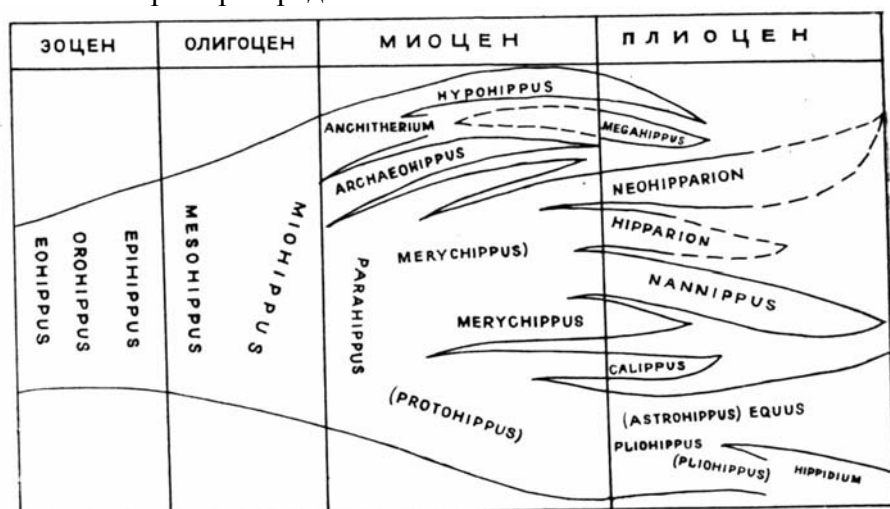 ЭОЦЕН
ОЛИГОЦЕН
МИОЦЕН
ПЛИОЦЕН
EOHIPPUS
OROHIPPUS
EPIHIPPUS
MESOHIPPUS
MIOHIPPUS
HYPOHIPPUS
ANCHITHERIUM
MEGAHIPPUS
ARCHAEOHIPPUS
NEOHIPPARION
HIPPARION
PARAHIPPUS
MERYCHIPPUS)
NANNIPPUS
MERYCHIPPUS
CALIPPUS
(PROTOHIPPUS)
(ASTROHIPPUS) EQUUS
PLIOHIPPUS
(PLIOHIPPUS)
HIPPIDIUM